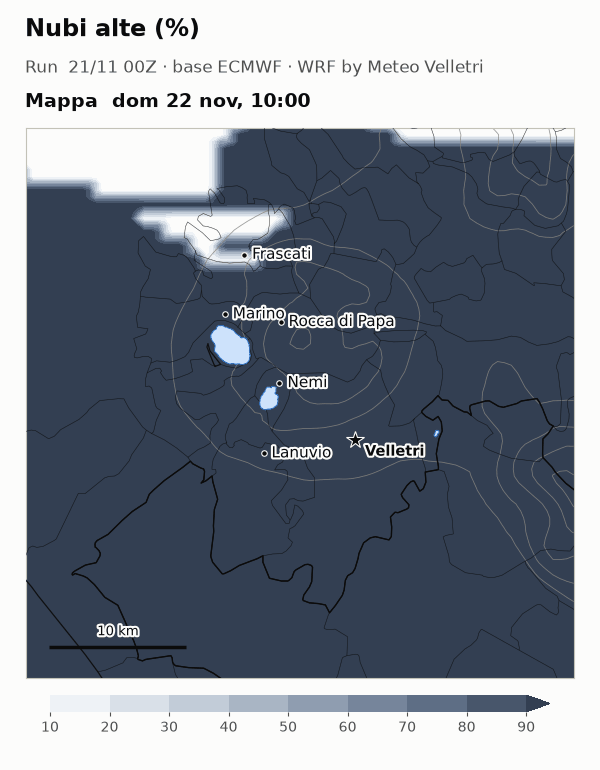 Nubi alte (%)
Run  21/11 00Z · base ECMWF · WRF by Meteo Velletri
Mappa  dom 22 nov, 10:00
Frascati
Marino
Rocca di Papa
Nemi
Velletri
Lanuvio
10 km
10 20 30 40 50 60 70 80 90